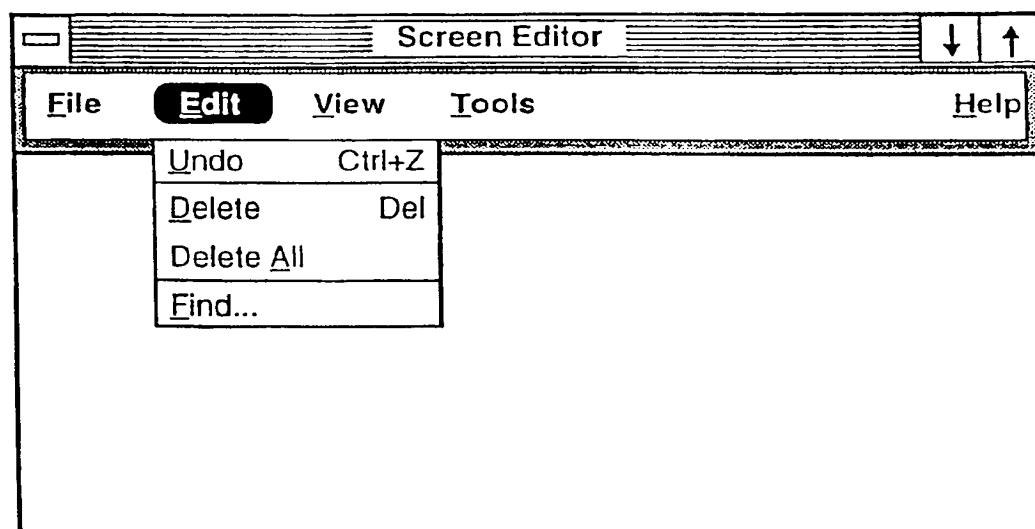 Screen Editor
File Edit View Tools Help
Undo Ctrl+Z
Delete Del
Delete All
Find...